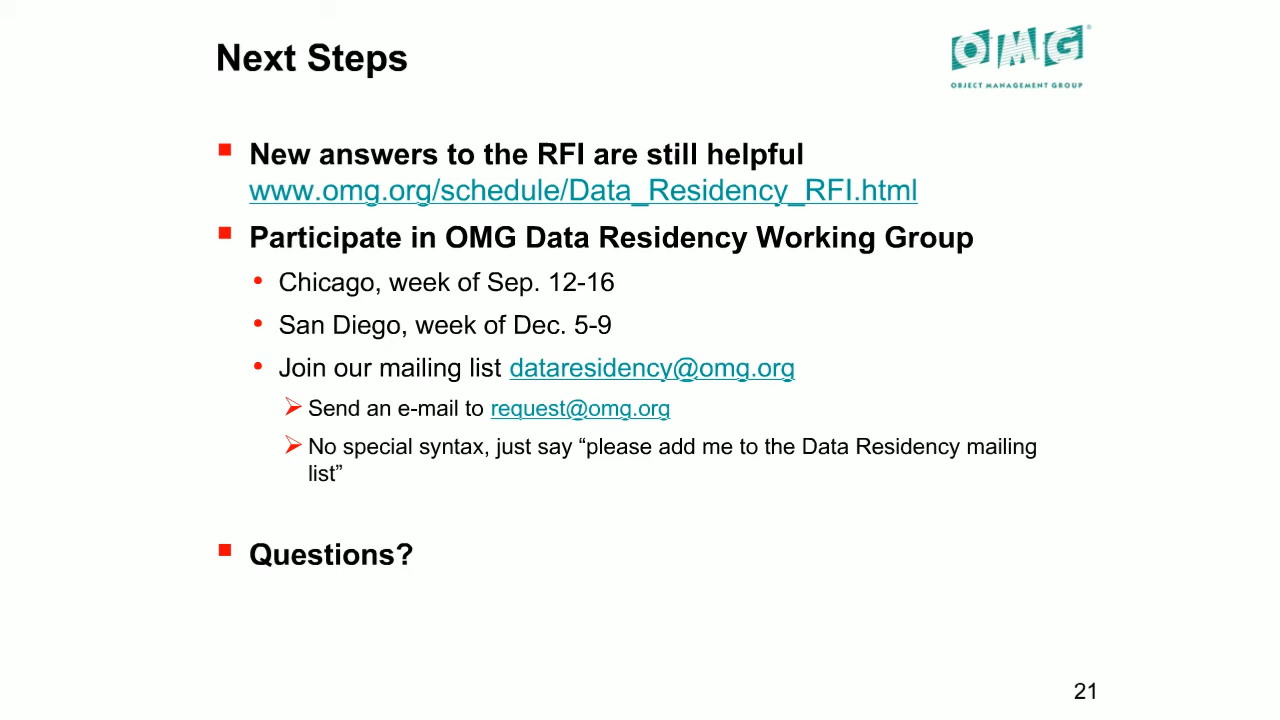 Next Steps
OMG
OBJECT MANAGEMENT GROUP
New answers to the RFI are still helpful
www.omg.org/schedule/Data_Residency_RFI.html
Participate in OMG Data Residency Working Group
Chicago, week of Sep. 12-16
San Diego, week of Dec. 5-9
Join our mailing list dataresidency@omg.org
Send an e-mail to request@omg.org
No special syntax, just say “please add me to the Data Residency mailing
list”
Questions?
21